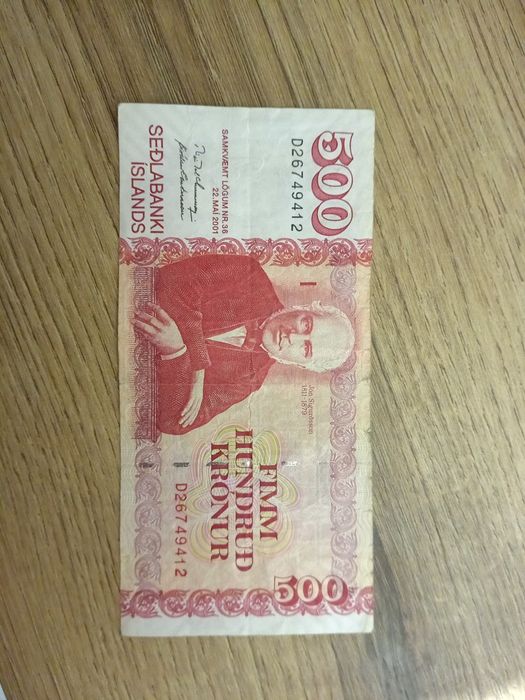 500
D26749412
SAMKVÆMT LÖGUM NR. 36
22. MAÍ 2001
SEÐLABANKI
ÍSLANDS
Jón Sigurðsson
1811-1879
FIMM
HUNDRUÐ
KRÓNUR
D26749412
500